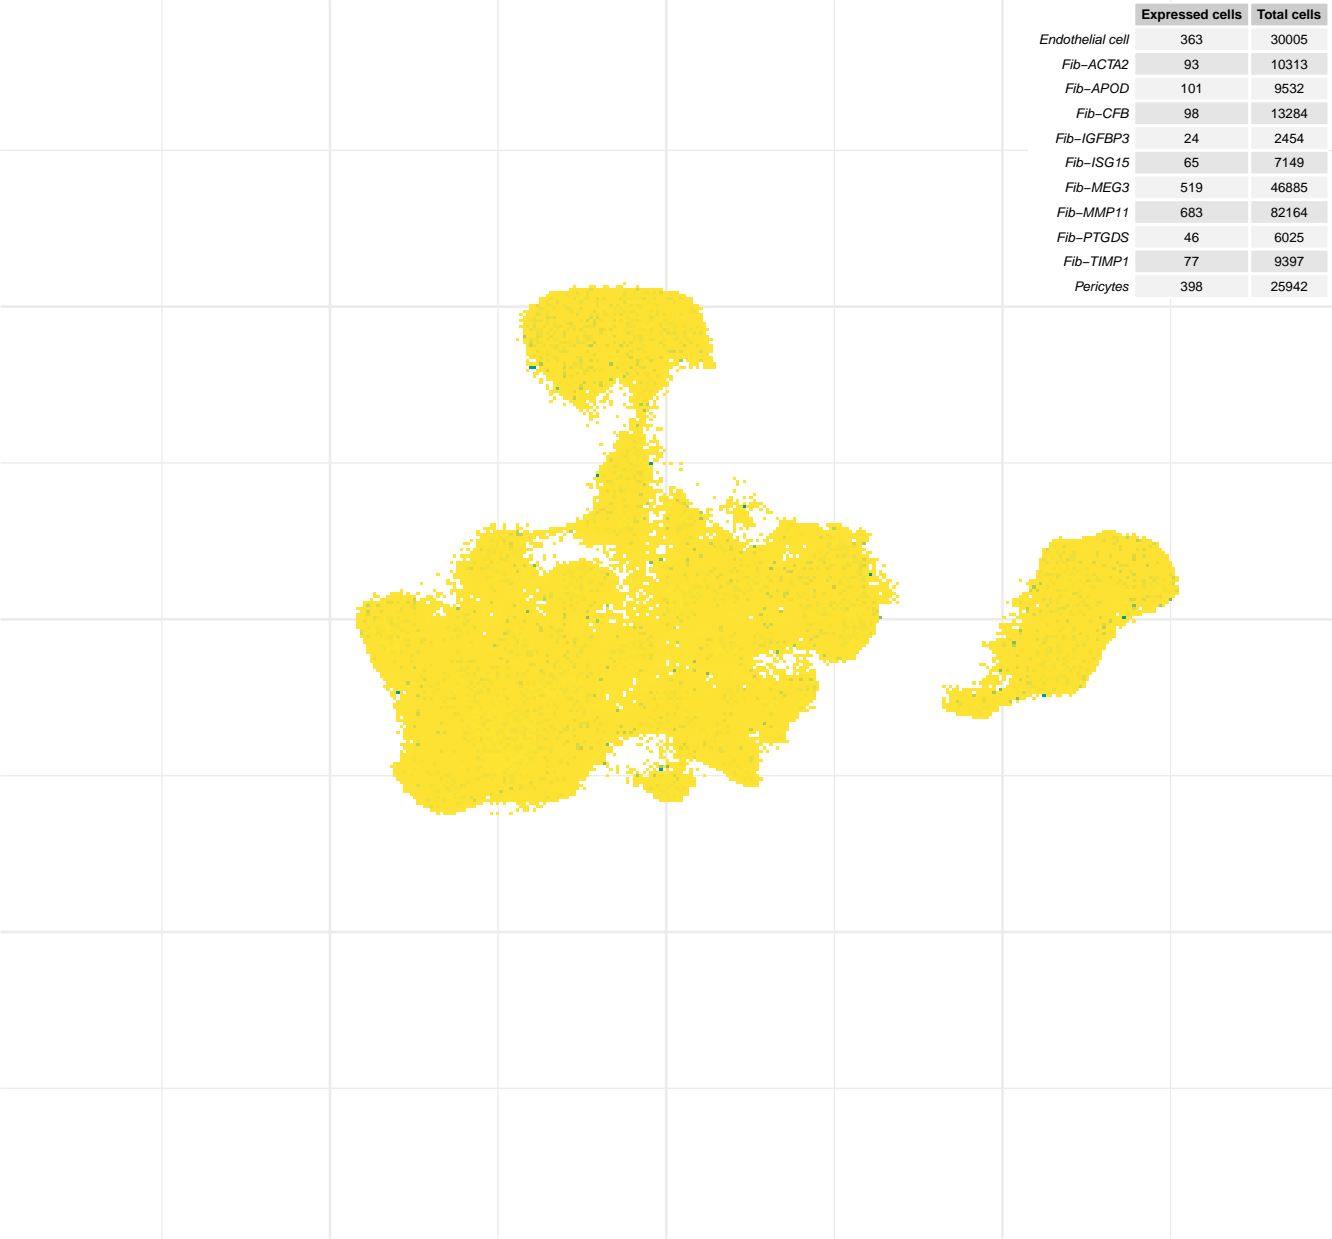 Expressed cells Total cells
Endothelial cell 363 30005
Fib−ACTA2 93 10313
Fib−APOD 101 9532
Fib−CFB 98 13284
Fib−IGFBP3 24 2454
Fib−ISG15 65 7149
Fib−MEG3 519 46885
Fib−MMP11 683 82164
Fib−PTGDS 46 6025
Fib−TIMP1 77 9397
Pericytes 398 25942